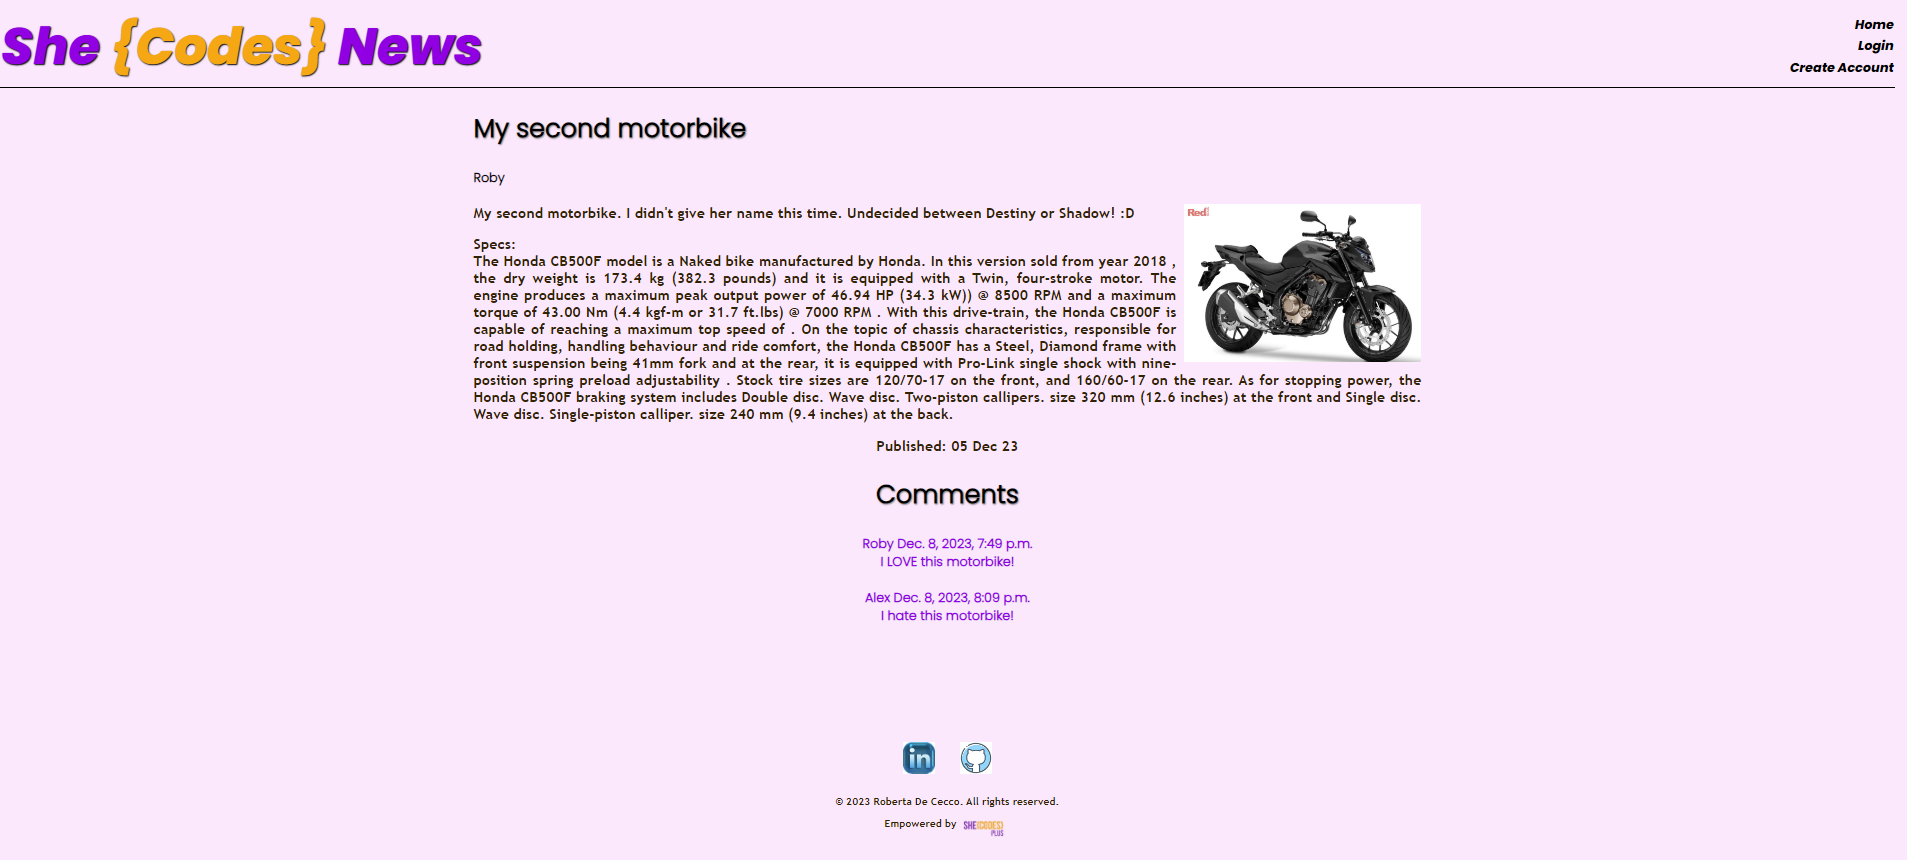 She {Codes} News
Home
Login
Create Account
My second motorbike
Roby
My second motorbike. I didn't give her name this time. Undecided between Destiny or Shadow! :D
Red
Specs:
The Honda CB500F model is a Naked bike manufactured by Honda. In this version sold from year 2018 ,
the dry weight is 173.4 kg (382.3 pounds) and it is equipped with a Twin, four-stroke motor. The
engine produces a maximum peak output power of 46.94 HP (34.3 kW)) @ 8500 RPM and a maximum
torque of 43.00 Nm (4.4 kgf-m or 31.7 ft.lbs) @ 7000 RPM . With this drive-train, the Honda CB500F is
capable of reaching a maximum top speed of . On the topic of chassis characteristics, responsible for
road holding, handling behaviour and ride comfort, the Honda CB500F has a Steel, Diamond frame with
front suspension being 41mm fork and at the rear, it is equipped with Pro-Link single shock with nine-
position spring preload adjustability . Stock tire sizes are 120/70-17 on the front, and 160/60-17 on the rear. As for stopping power, the
Honda CB500F braking system includes Double disc. Wave disc. Two-piston callipers. size 320 mm (12.6 inches) at the front and Single disc.
Wave disc. Single-piston calliper. size 240 mm (9.4 inches) at the back.
Published: 05 Dec 23
Comments
Roby Dec. 8, 2023, 7:49 p.m.
I LOVE this motorbike!
Alex Dec. 8, 2023, 8:09 p.m.
I hate this motorbike!
in
© 2023 Roberta De Cecco. All rights reserved.
Empowered by SHE{CODES}
PLUS